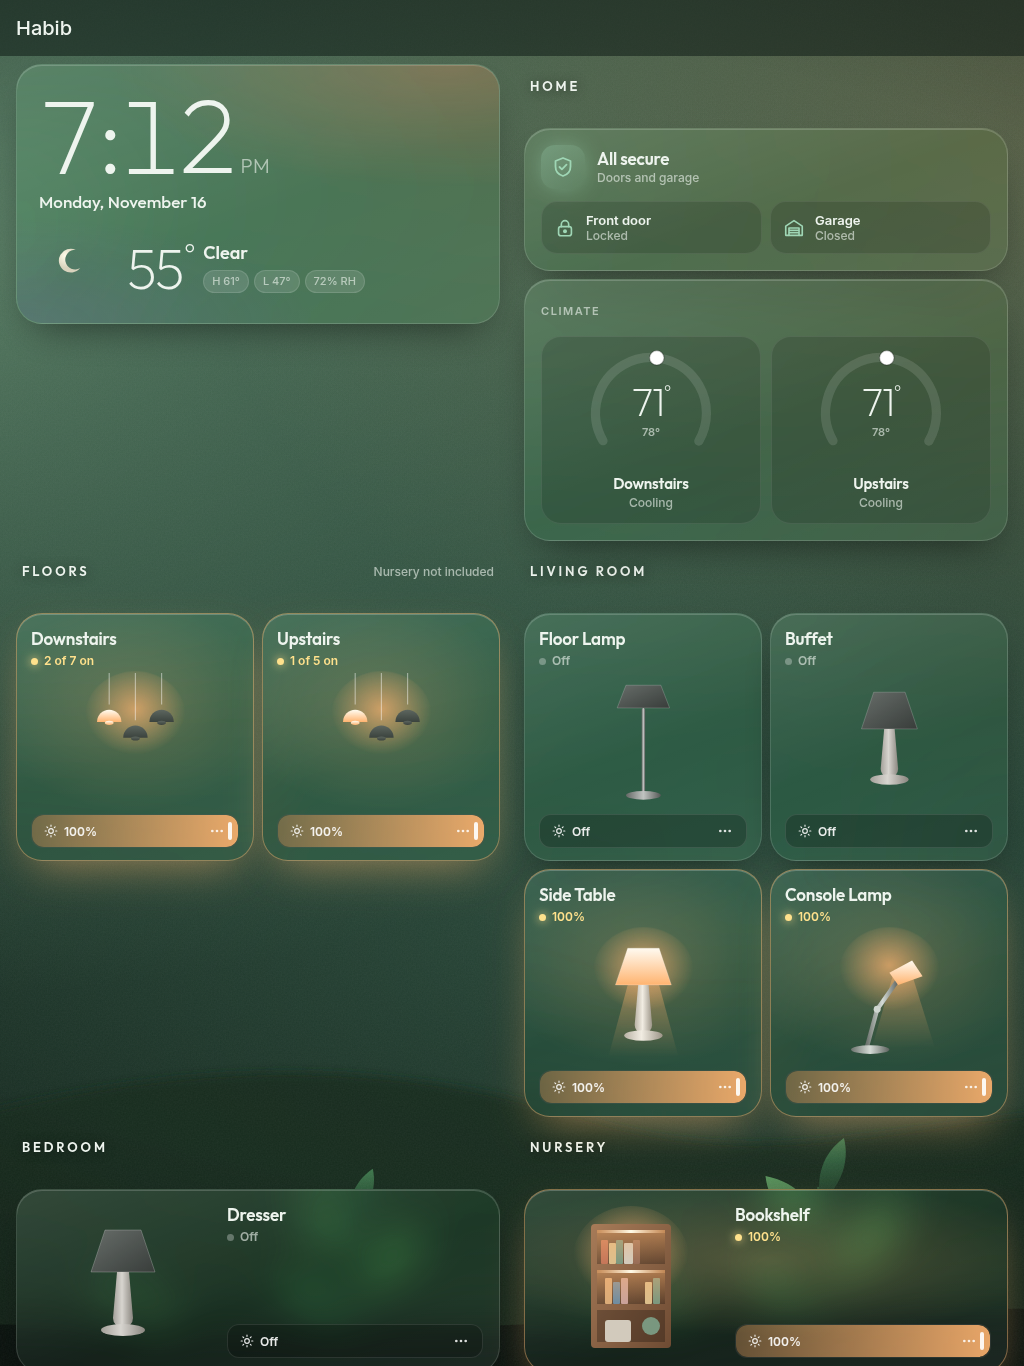 Habib
7:12 PM
Monday, November 16
55° Clear
H 61° L 47° 72% RH
HOME
All secure
Doors and garage
Front door
Locked
Garage
Closed
CLIMATE
71°
78°
Downstairs
Cooling
71°
78°
Upstairs
Cooling
FLOORS
Nursery not included
Downstairs
2 of 7 on
100%
Upstairs
1 of 5 on
100%
LIVING ROOM
Floor Lamp
Off
Off
Buffet
Off
Off
Side Table
100%
100%
Console Lamp
100%
100%
BEDROOM
Dresser
Off
Off
NURSERY
Bookshelf
100%
100%